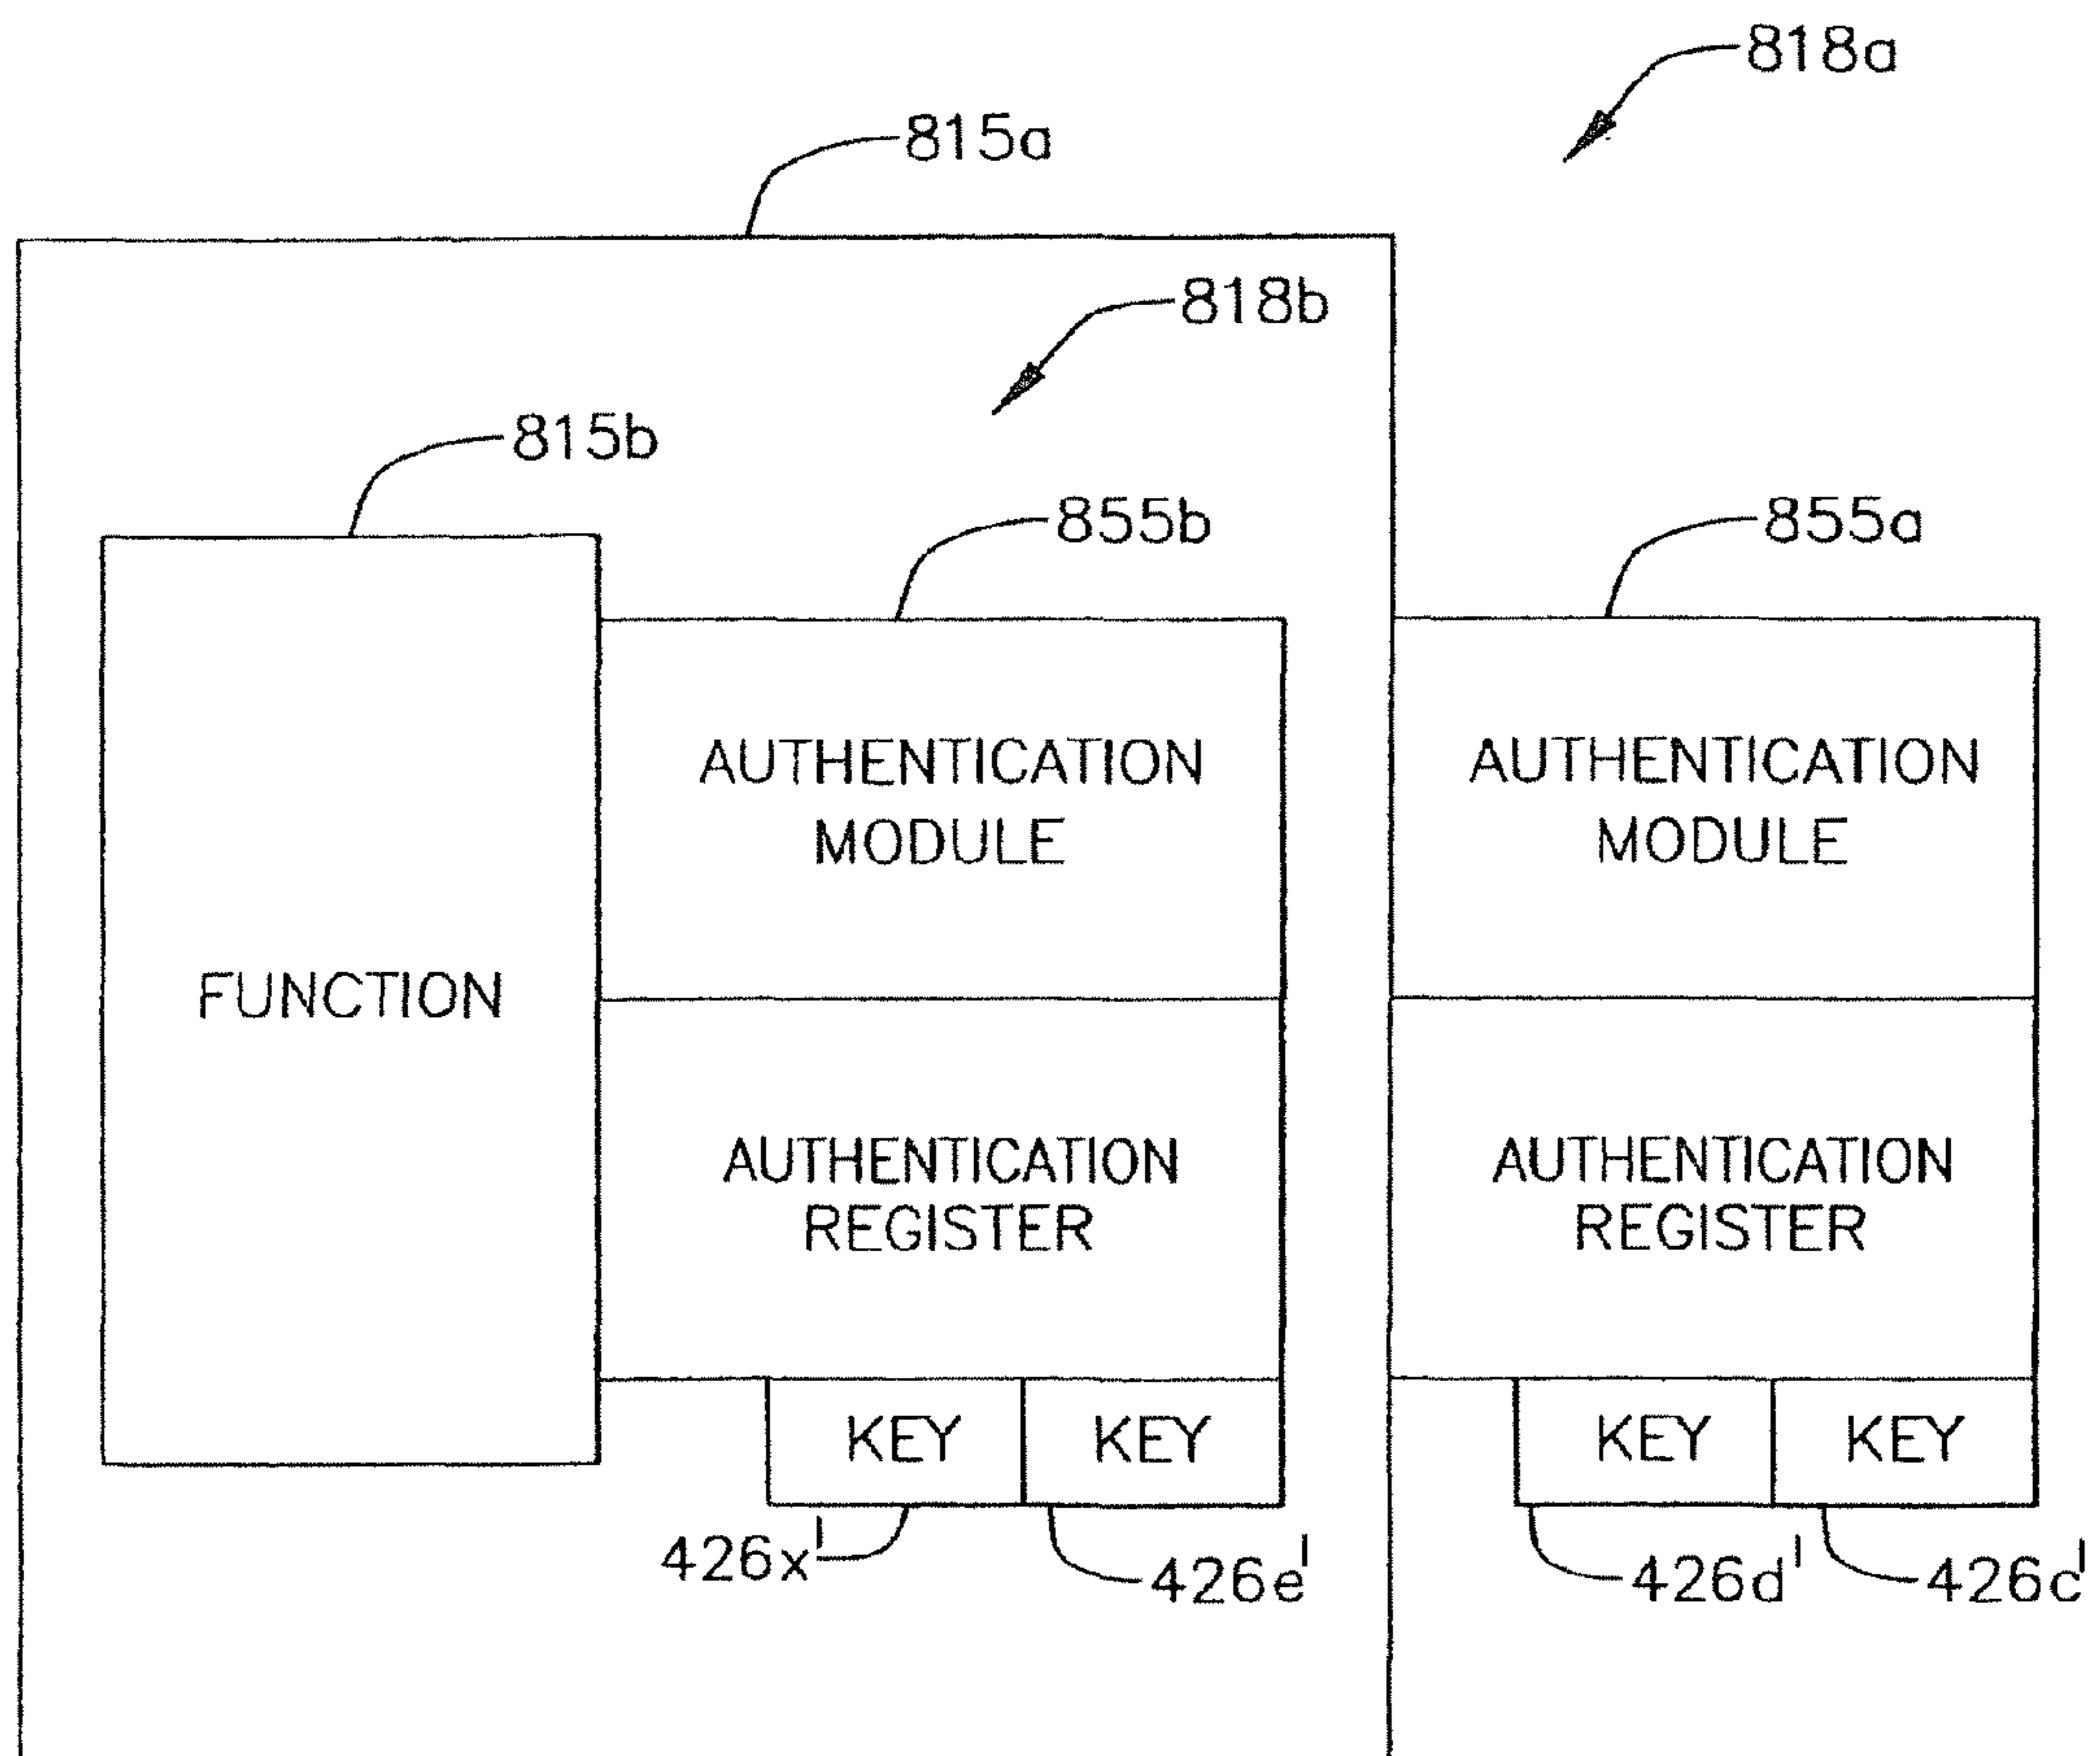 818a
815a
818b
815b
855b
855a
AUTHENTICATION
MODULE
AUTHENTICATION
MODULE
FUNCTION
AUTHENTICATION
REGISTER
AUTHENTICATION
REGISTER
KEY
KEY
KEY
KEY
426x'
426e'
426d'
426c'